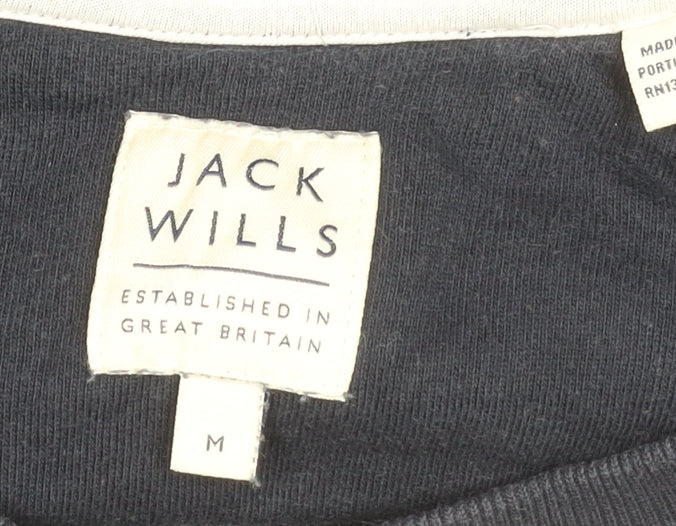 JACK
WILLS
ESTABLISHED IN
GREAT BRITAIN
M